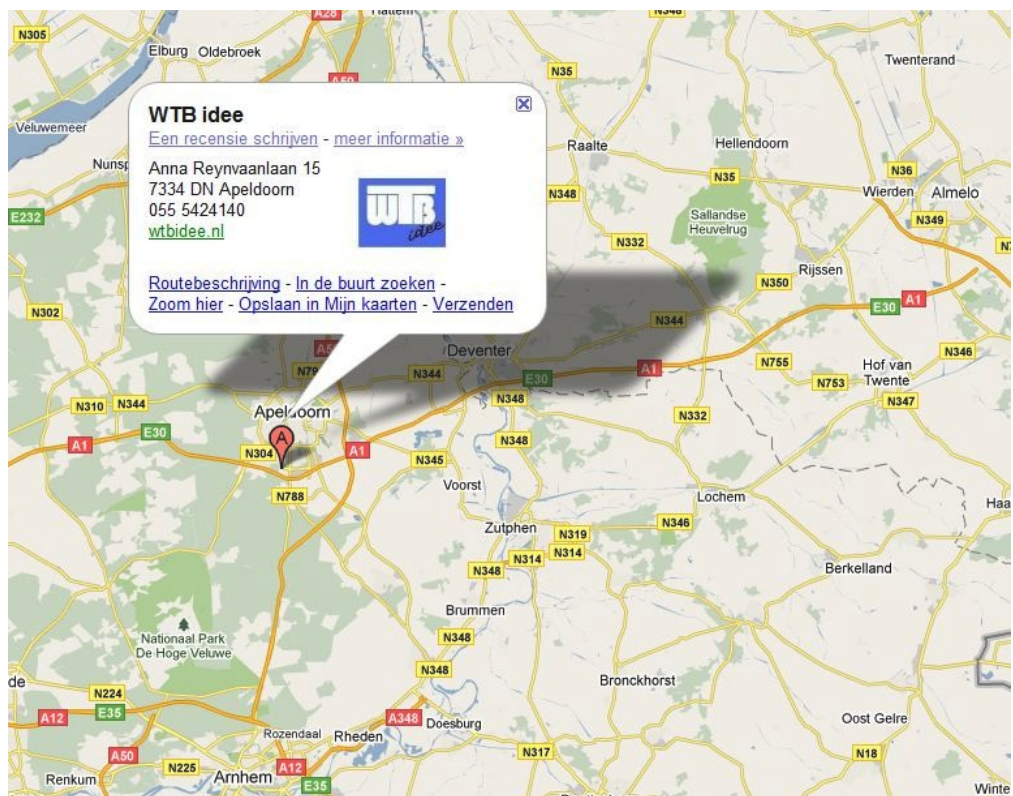 Hattem
A28
N348
N305
Elburg
Oldebroek
Twenterand
N35
A50
WTB idee
Een recensie schrijven - meer informatie »
Anna Reynvaanlaan 15
7334 DN Apeldoorn
055 5424140
wtbidee.nl
WTB
idee
Routebeschrijving - In de buurt zoeken -
Zoom hier - Opslaan in Mijn kaarten - Verzenden
Veluwemeer
Raalte
Hellendoorn
N36
N35
N348
Wierden
Almelo
E232
Sallandse
Heuvelrug
N349
N332
Rijssen
N350
N302
E30
A1
N344
Deventer
N346
A1
N755
Hof van
Twente
N344
E30
N753
N347
N310
N344
Apeldoorn
N348
N332
E30
A1
A
N304
A1
N348
N345
N788
Voorst
Lochem
Zutphen
N346
N319
N314
N314
N348
Berkelland
Brummen
Nationaal Park
De Hoge Veluwe
N348
N348
Bronckhorst
N224
A12
E35
A348
Doesburg
Oost Gelre
Rozendaal
Rheden
A50
N225
A12
N317
N18
Renkum
Arnhem
E35